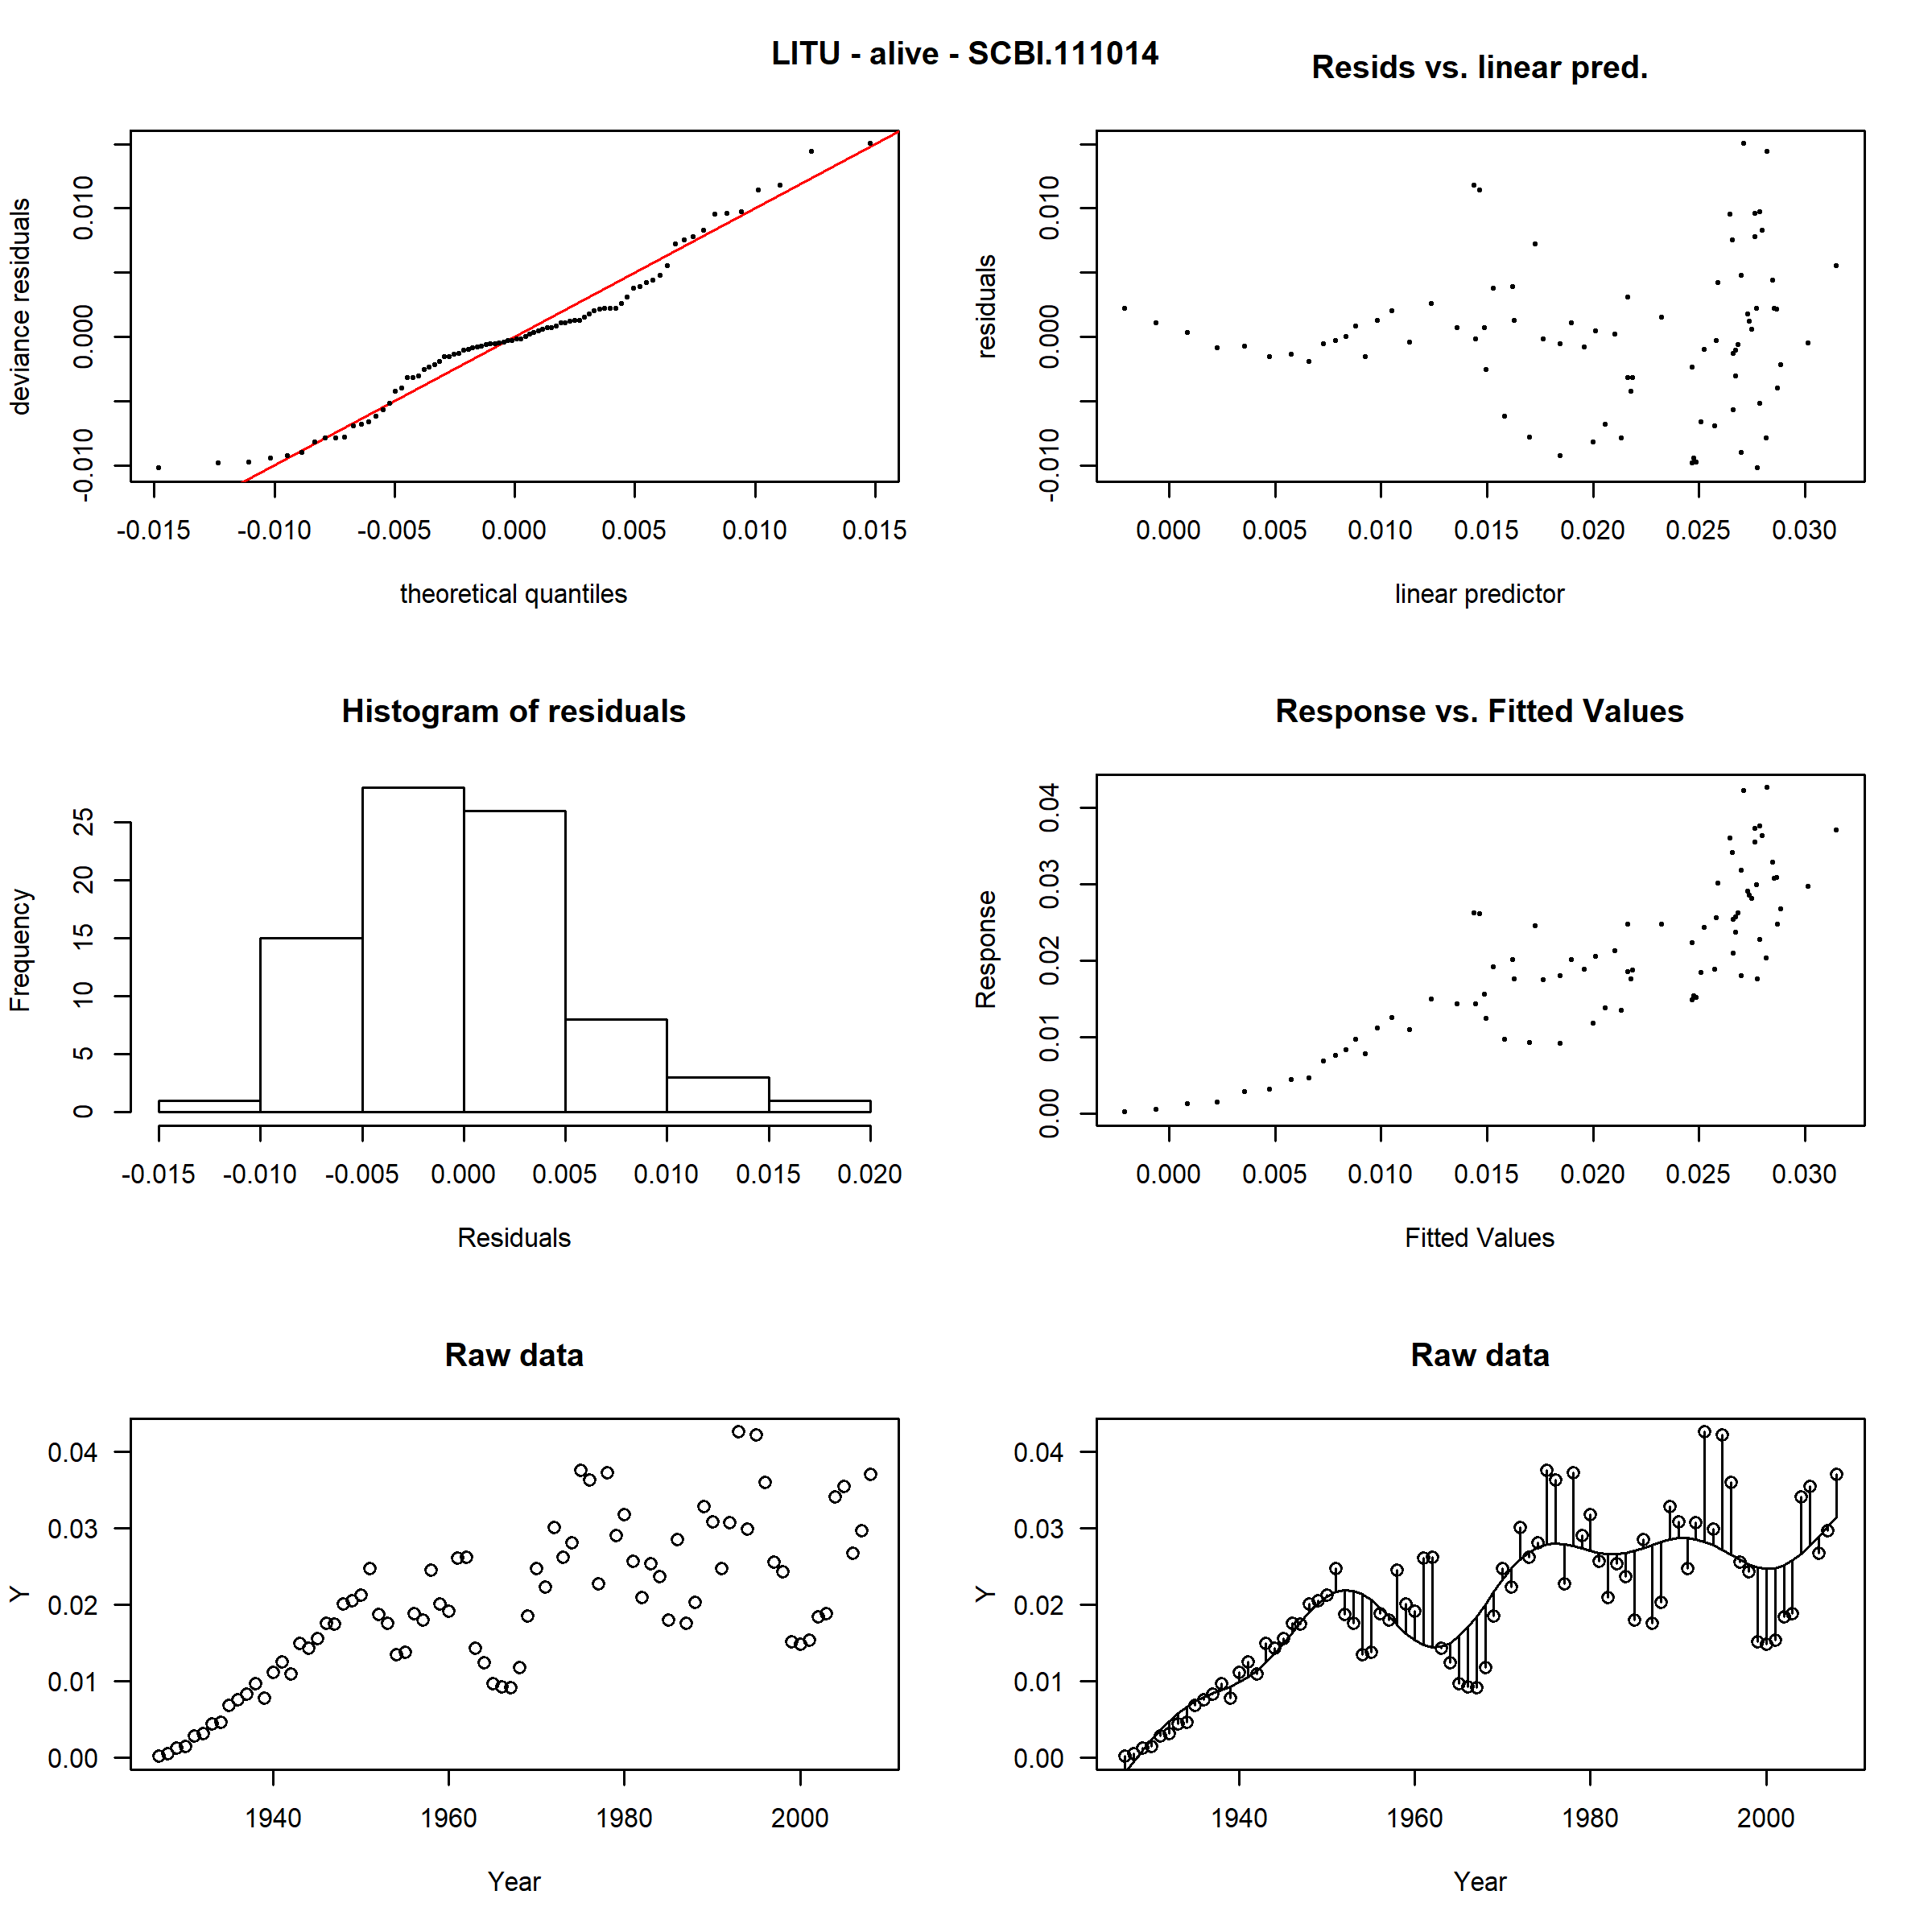 LITU - alive - SCBI.111014
Resids vs. linear pred.
deviance residuals
-0.010 0.000 0.010
-0.015 -0.010 -0.005 0.000 0.005 0.010 0.015
theoretical quantiles
residuals
-0.010 0.000 0.010
0.000 0.005 0.010 0.015 0.020 0.025 0.030
linear predictor
Histogram of residuals
Frequency
0 5 10 15 20 25
-0.015 -0.010 -0.005 0.000 0.005 0.010 0.015 0.020
Residuals
Response vs. Fitted Values
Response
0.00 0.01 0.02 0.03 0.04
0.000 0.005 0.010 0.015 0.020 0.025 0.030
Fitted Values
Raw data
Y
0.04
0.03
0.02
0.01
0.00
1940 1960 1980 2000
Year
Raw data
Y
0.04
0.03
0.02
0.01
0.00
1940 1960 1980 2000
Year